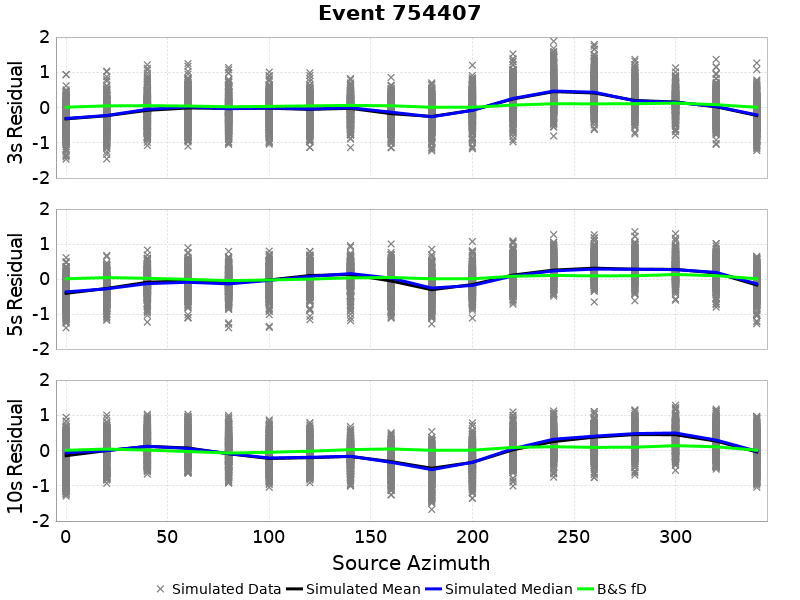 Event 754407
2
1
0
-1
-2
3s Residual
2
1
0
-1
-2
5s Residual
2
1
0
-1
-2
10s Residual
0 50 100 150 200 250 300
Source Azimuth
Simulated Data Simulated Mean Simulated Median B&S fD